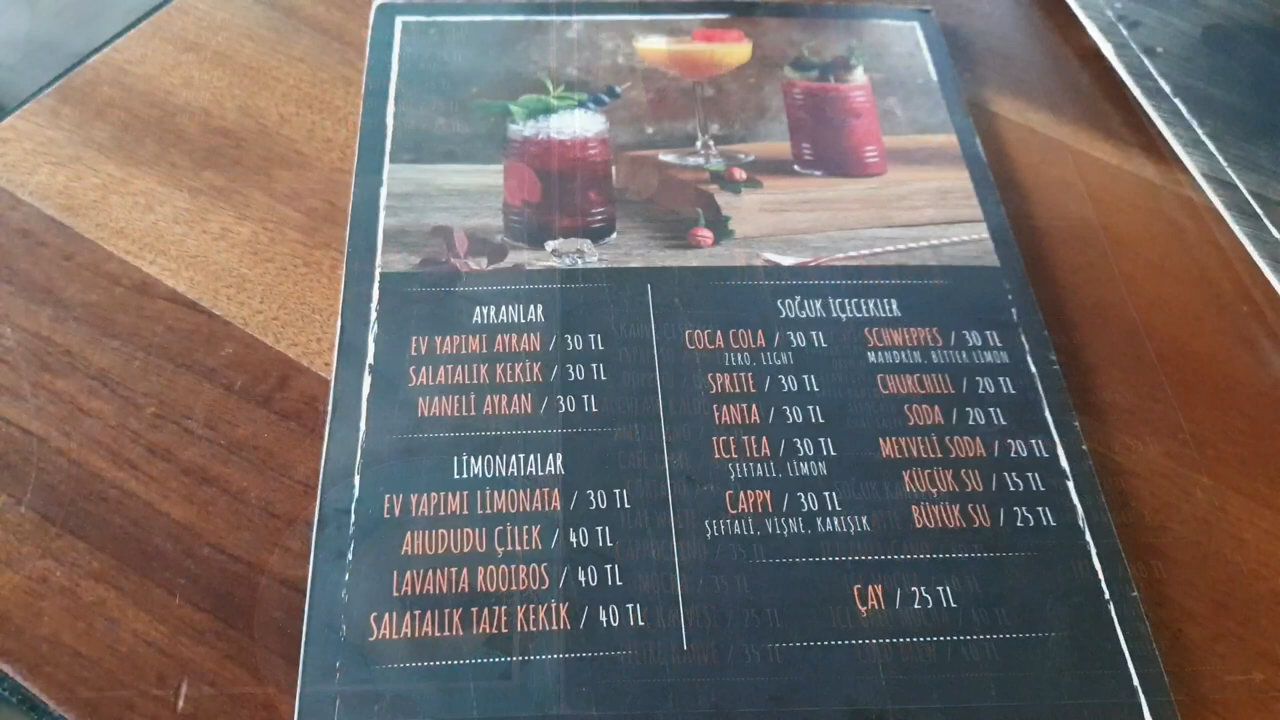 AYRANLAR
EV YAPIMI AYRAN / 30 TL
SALATALIK KEKİK / 30 TL
NANELİ AYRAN / 30 TL
LİMONATALAR
EV YAPIMI LİMONATA / 30 TL
AHUDUDU ÇİLEK / 40 TL
LAVANTA ROOIBOS / 40 TL
SALATALIK TAZE KEKİK / 40 TL
SOĞUK İÇECEKLER
COCA COLA / 30 TL
ZERO, LIGHT
SPRITE / 30 TL
FANTA / 30 TL
ICE TEA / 30 TL
ŞEFTALİ, LİMON
CAPPY / 30 TL
ŞEFTALİ, VİŞNE, KARIŞIK
SCHWEPPES / 30 TL
MANDRİN, BİTTER LIMON
CHURCHILL / 20 TL
SODA / 20 TL
MEYVELİ SODA / 20 TL
KÜÇÜK SU / 15 TL
BÜYÜK SU / 25 TL
ÇAY / 25 TL